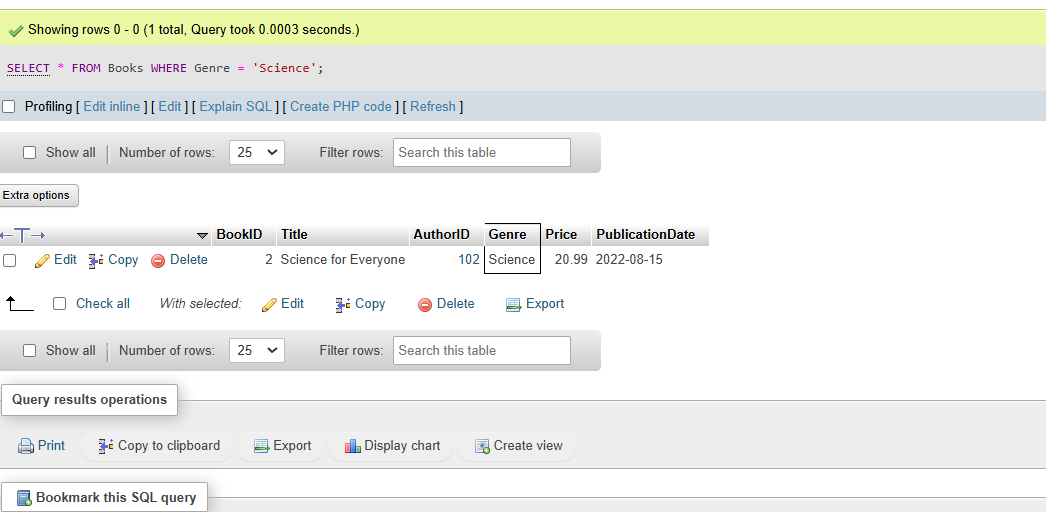 Showing rows 0 - 0 (1 total, Query took 0.0003 seconds.)
SELECT * FROM Books WHERE Genre = 'Science';
Profiling [ Edit inline ] [ Edit ] [ Explain SQL ] [ Create PHP code ] [ Refresh ]
Show all Number of rows: 25 Filter rows: Search this table
Extra options
←T→ BookID Title AuthorID Genre Price PublicationDate
Edit Copy Delete 2 Science for Everyone 102 Science 20.99 2022-08-15
Check all With selected: Edit Copy Delete Export
Show all Number of rows: 25 Filter rows: Search this table
Query results operations
Print Copy to clipboard Export Display chart Create view
Bookmark this SQL query